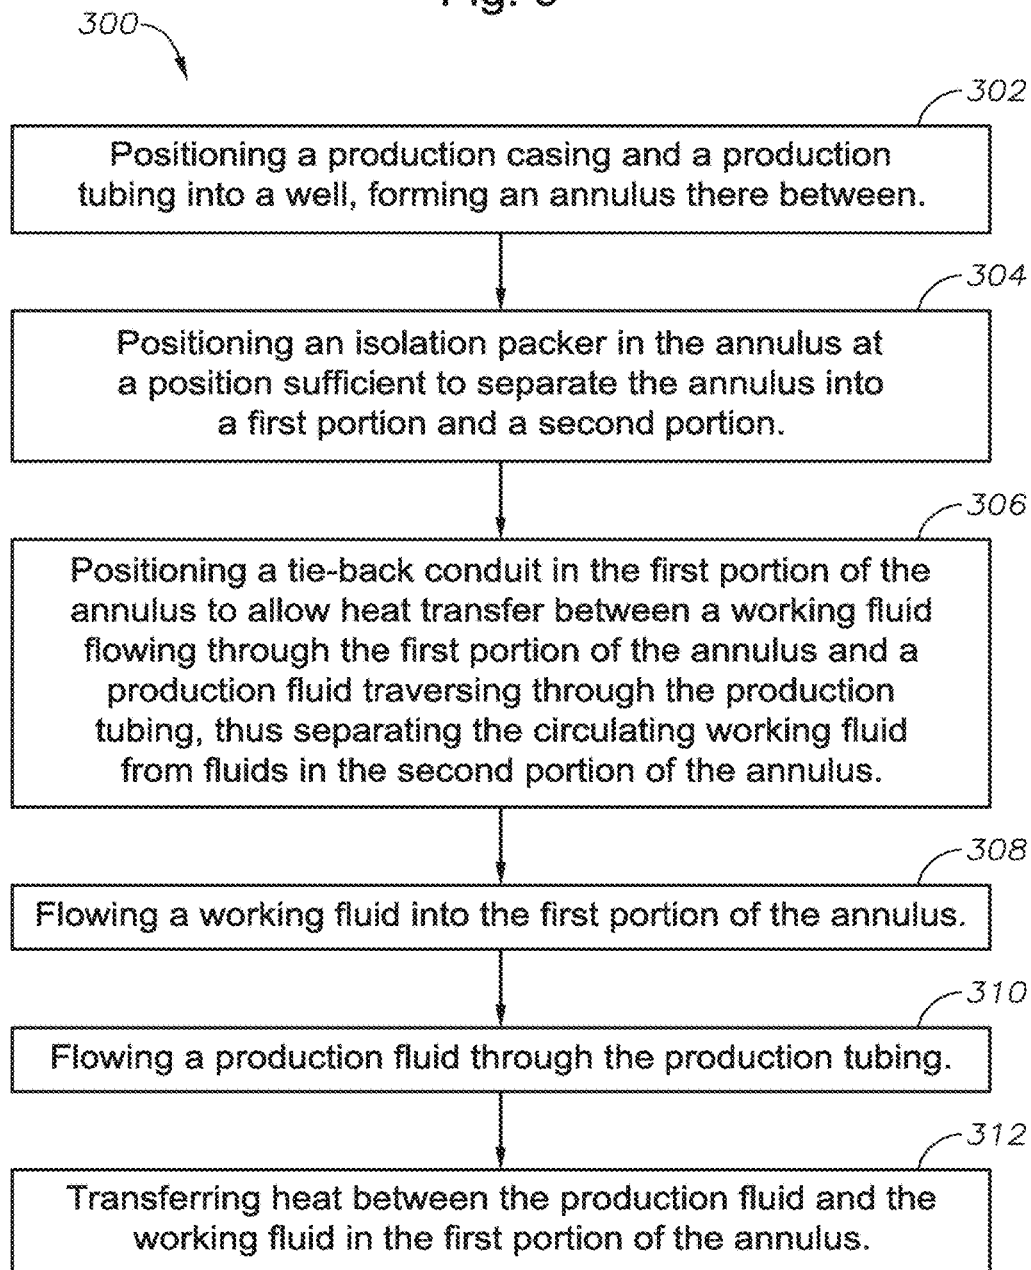 300
302
Positioning a production casing and a production
tubing into a well, forming an annulus there between.
304
Positioning an isolation packer in the annulus at
a position sufficient to separate the annulus into
a first portion and a second portion.
306
Positioning a tie-back conduit in the first portion of the
annulus to allow heat transfer between a working fluid
flowing through the first portion of the annulus and a
production fluid traversing through the production
tubing, thus separating the circulating working fluid
from fluids in the second portion of the annulus.
308
Flowing a working fluid into the first portion of the annulus.
310
Flowing a production fluid through the production tubing.
312
Transferring heat between the production fluid and the
working fluid in the first portion of the annulus.